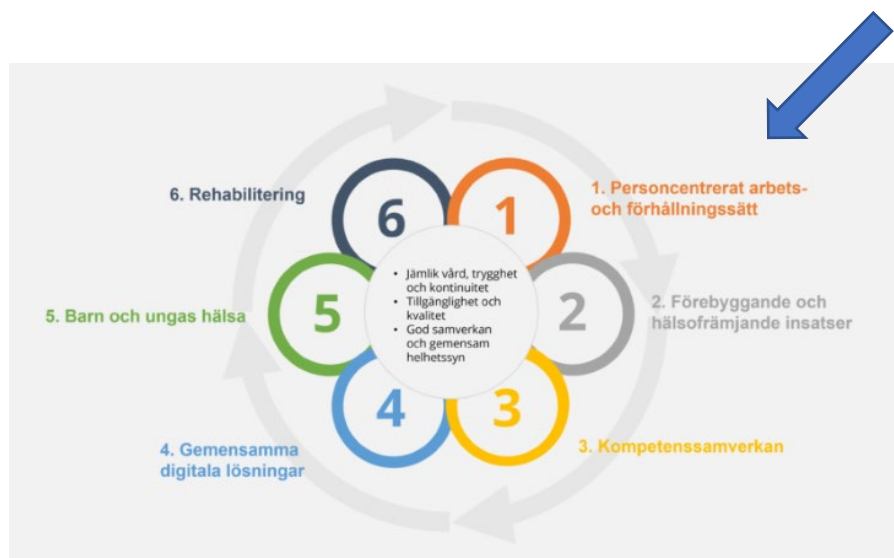 6. Rehabilitering
6
1
1. Personcentrerat arbets-
och förhållningssätt
5. Barn och ungas hälsa
5
• Jämlik vård, trygghet
och kontinuitet
• Tillgänglighet och
kvalitet
• God samverkan
och gemensam
helhetssyn
2
2. Förebyggande och
hälsofrämjande insatser
4. Gemensamma
digitala lösningar
4
3
3. Kompetenssamverkan